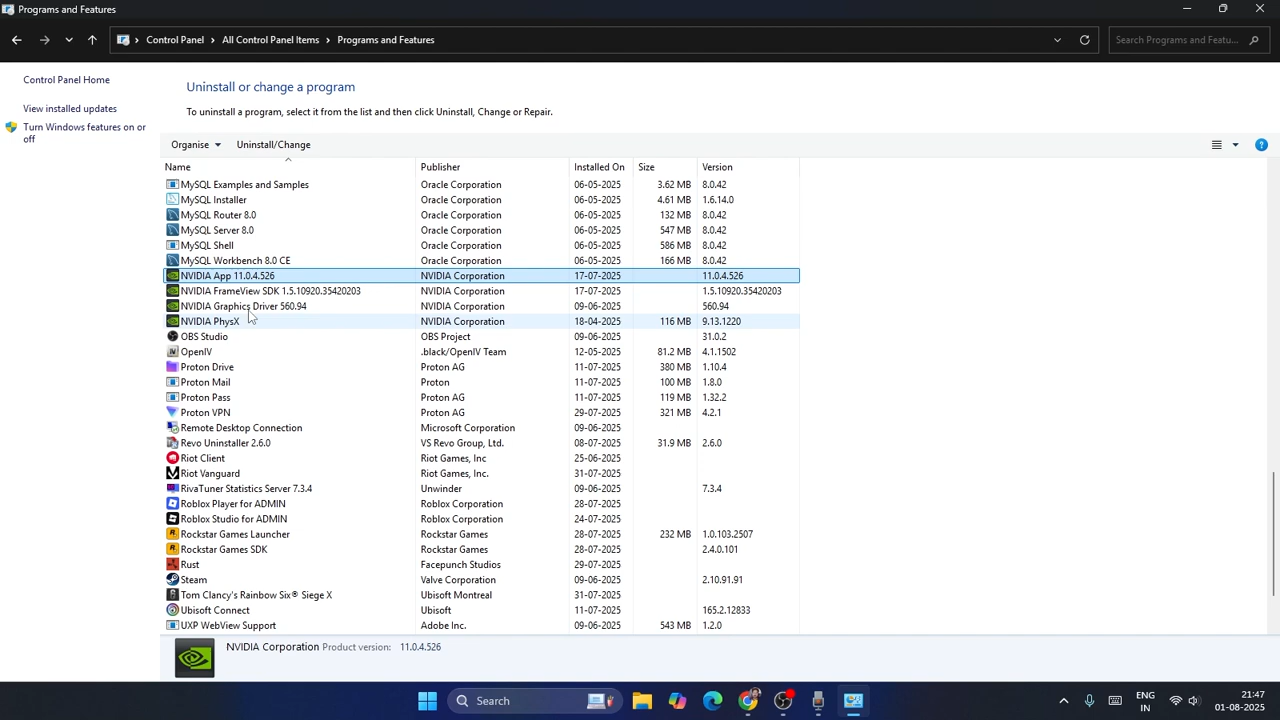 Programs and Features
Control Panel All Control Panel Items Programs and Features Search Programs and Featu...
Control Panel Home
View installed updates
Turn Windows features on or off
Uninstall or change a program
To uninstall a program, select it from the list and then click Uninstall, Change or Repair.
Organise Uninstall/Change
Name Publisher Installed On Size Version
MySQL Examples and Samples Oracle Corporation 06-05-2025 3.62 MB 8.0.42
MySQL Installer Oracle Corporation 06-05-2025 4.61 MB 1.6.14.0
MySQL Router 8.0 Oracle Corporation 06-05-2025 132 MB 8.0.42
MySQL Server 8.0 Oracle Corporation 06-05-2025 547 MB 8.0.42
MySQL Shell Oracle Corporation 06-05-2025 586 MB 8.0.42
MySQL Workbench 8.0 CE Oracle Corporation 06-05-2025 166 MB 8.0.42
NVIDIA App 11.0.4.526 NVIDIA Corporation 17-07-2025 11.0.4.526
NVIDIA FrameView SDK 1.5.10920.35420203 NVIDIA Corporation 17-07-2025 1.5.10920.35420203
NVIDIA Graphics Driver 560.94 NVIDIA Corporation 09-06-2025 560.94
NVIDIA PhysX NVIDIA Corporation 18-04-2025 116 MB 9.13.1220
OBS Studio OBS Project 09-06-2025 31.0.2
OpenIV .black/OpenIV Team 12-05-2025 81.2 MB 4.1.1502
Proton Drive Proton AG 11-07-2025 380 MB 1.10.4
Proton Mail Proton 11-07-2025 100 MB 1.8.0
Proton Pass Proton AG 11-07-2025 119 MB 1.32.2
Proton VPN Proton AG 29-07-2025 321 MB 4.2.1
Remote Desktop Connection Microsoft Corporation 09-06-2025
Revo Uninstaller 2.6.0 VS Revo Group, Ltd. 08-07-2025 31.9 MB 2.6.0
Riot Client Riot Games, Inc 25-06-2025
Riot Vanguard Riot Games, Inc. 31-07-2025
RivaTuner Statistics Server 7.3.4 Unwinder 09-06-2025 7.3.4
Roblox Player for ADMIN Roblox Corporation 28-07-2025
Roblox Studio for ADMIN Roblox Corporation 24-07-2025
Rockstar Games Launcher Rockstar Games 28-07-2025 232 MB 1.0.103.2507
Rockstar Games SDK Rockstar Games 28-07-2025 2.4.0.101
Rust Facepunch Studios 29-07-2025
Steam Valve Corporation 09-06-2025 2.10.91.91
Tom Clancy's Rainbow Six® Siege X Ubisoft Montreal 31-07-2025
Ubisoft Connect Ubisoft 11-07-2025 165.2.12833
UXP WebView Support Adobe Inc. 09-06-2025 543 MB 1.2.0
NVIDIA Corporation Product version: 11.0.4.526
Search
ENG
IN
21:47
01-08-2025